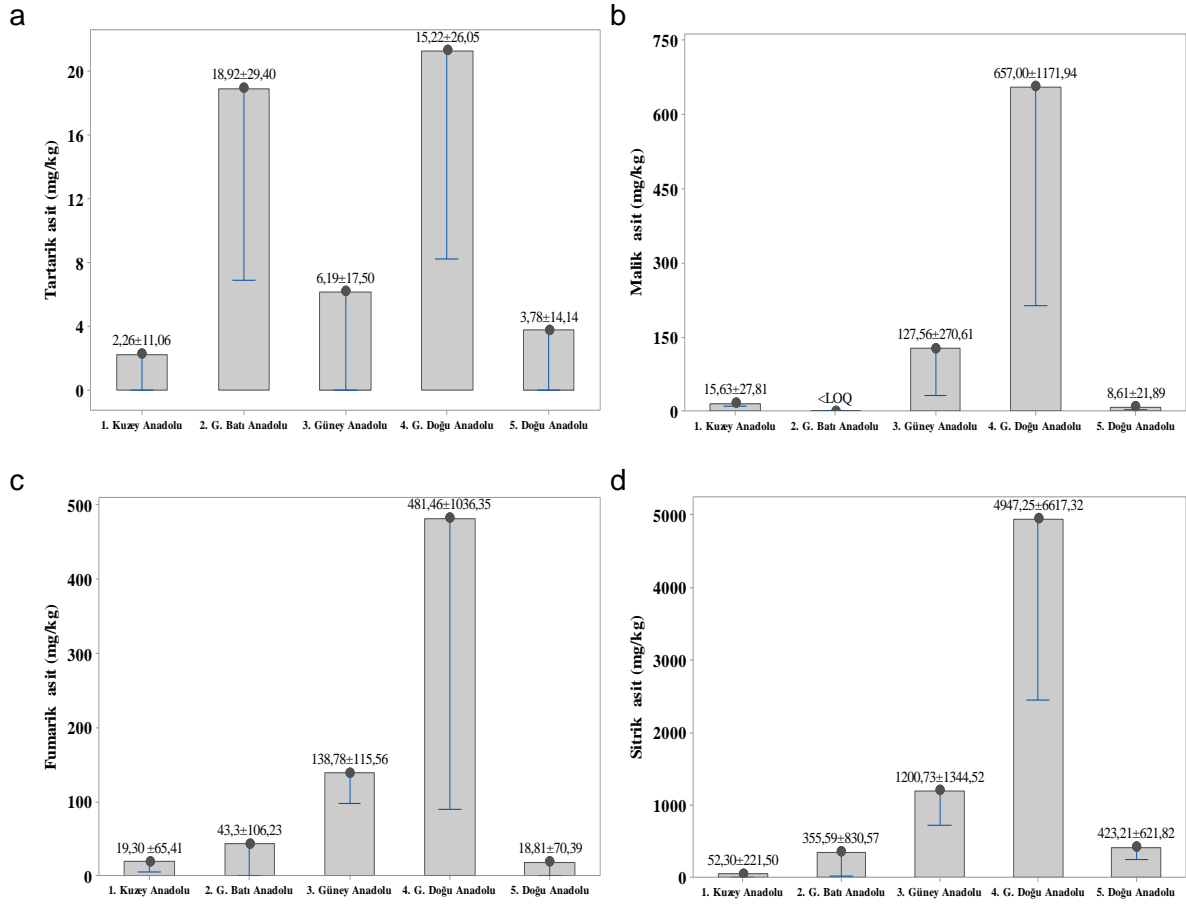 a
Tartarik asit (mg/kg)
20
16
12
8
4
0
2,26±11,06
18,92±29,40
6,19±17,50
15,22±26,05
3,78±14,14
1. Kuzey Anadolu
2. G. Batı Anadolu
3. Güney Anadolu
4. G. Doğu Anadolu
5. Doğu Anadolu
b
Malik asit (mg/kg)
750
600
450
300
150
0
15,63±27,81
<LOQ
127,56±270,61
657,00±1171,94
8,61±21,89
1. Kuzey Anadolu
2. G. Batı Anadolu
3. Güney Anadolu
4. G. Doğu Anadolu
5. Doğu Anadolu
c
Fumarik asit (mg/kg)
500
400
300
200
100
0
19,30 ±65,41
43,3±106,23
138,78±115,56
481,46±1036,35
18,81±70,39
1. Kuzey Anadolu
2. G. Batı Anadolu
3. Güney Anadolu
4. G. Doğu Anadolu
5. Doğu Anadolu
d
Sitrik asit (mg/kg)
5000
4000
3000
2000
1000
0
52,30±221,50
355,59±830,57
1200,73±1344,52
4947,25±6617,32
423,21±621,82
1. Kuzey Anadolu
2. G. Batı Anadolu
3. Güney Anadolu
4. G. Doğu Anadolu
5. Doğu Anadolu